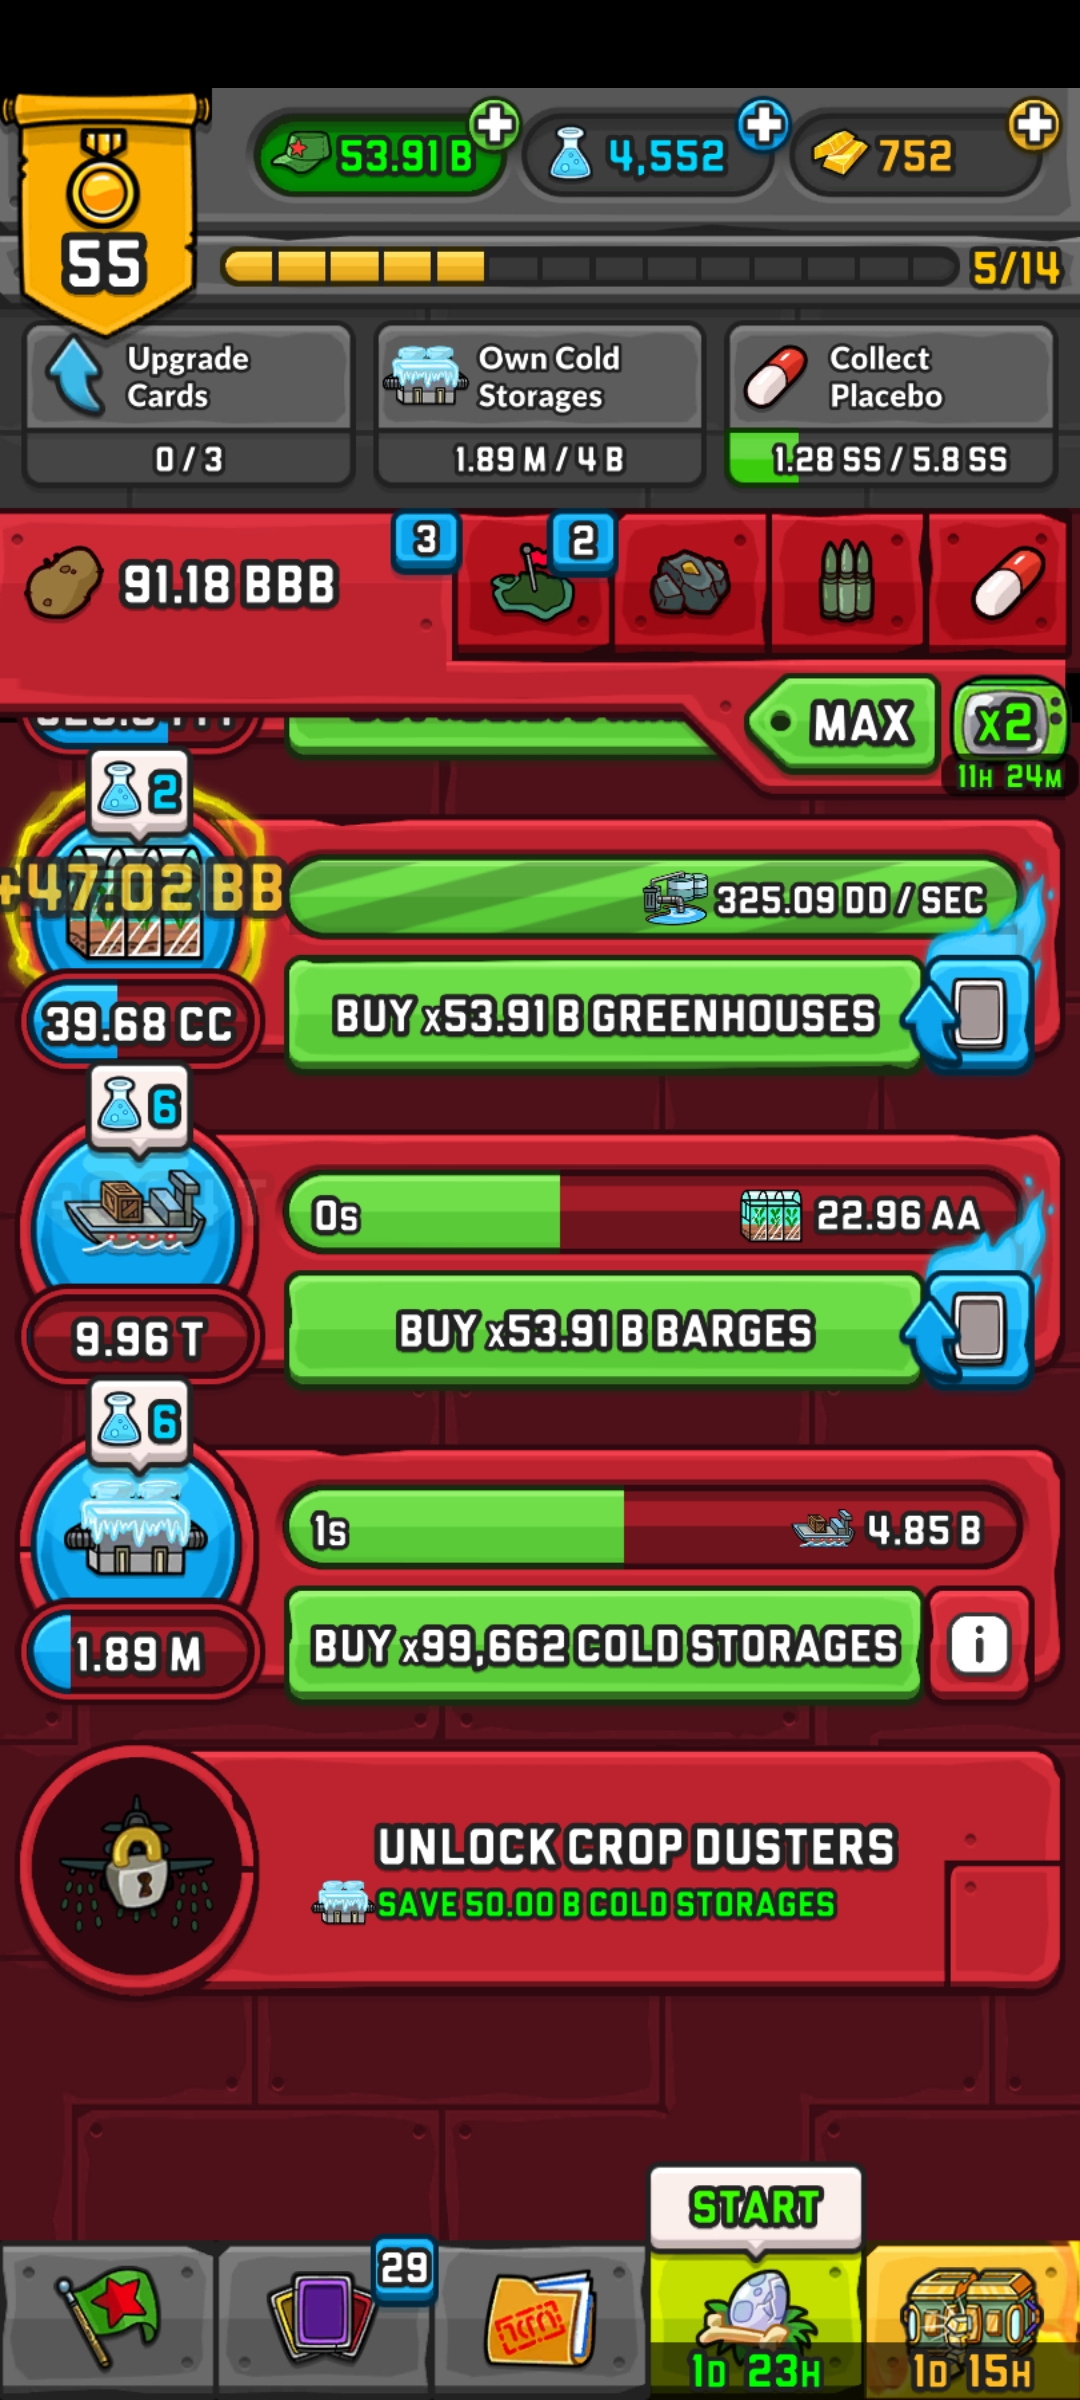 55
53.91 B
4,552
752
5/14
Upgrade Cards
0 / 3
Own Cold Storages
1.89 M / 4 B
Collect Placebo
1.28 SS / 5.8 SS
91.18 BBB
3
2
MAX
X2
11H 24M
2
+47.02 BB
325.09 DD / SEC
39.68 CC
BUY x53.91 B GREENHOUSES
6
0s
22.96 AA
9.96 T
BUY x53.91 B BARGES
6
1s
4.85 B
1.89 M
BUY x99,662 COLD STORAGES
i
UNLOCK CROP DUSTERS
SAVE 50.00 B COLD STORAGES
START
29
1D 23H
1D 15H